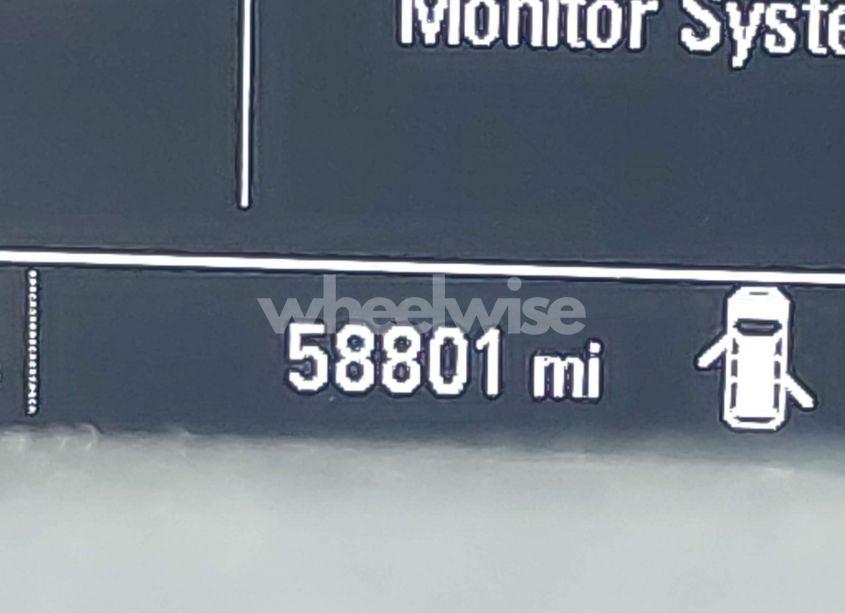 Monitor Syste
wheelwise
58801 mi